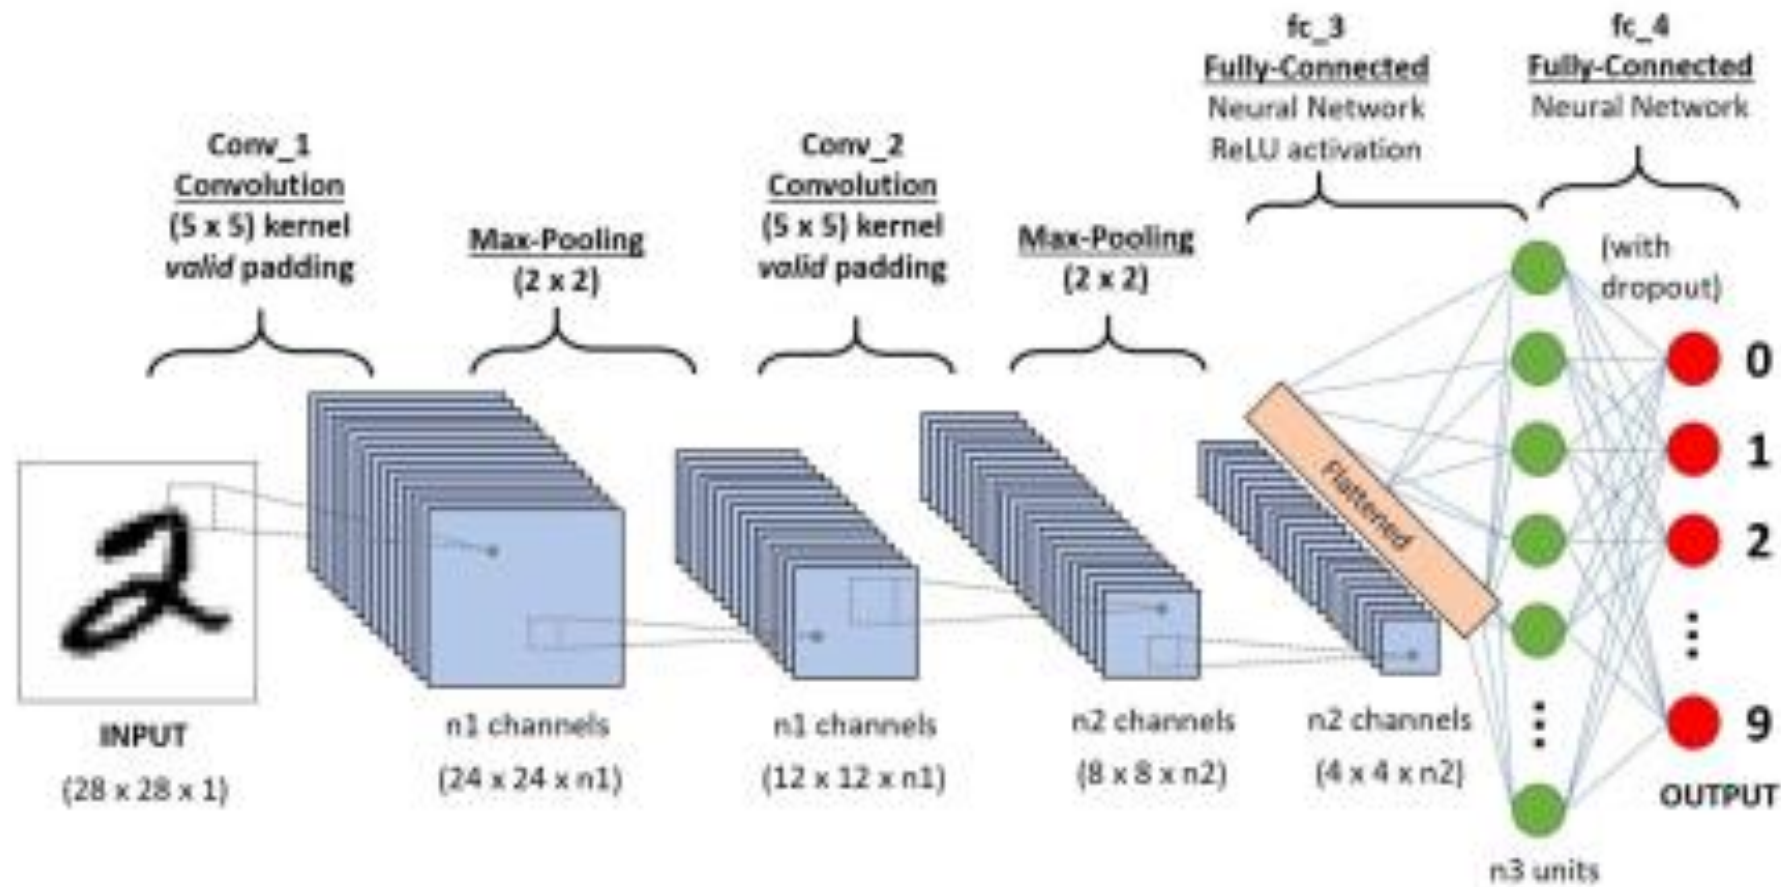 Conv_1
Convolution
(5 x 5) kernel
valid padding
Max-Pooling
(2 x 2)
Conv_2
Convolution
(5 x 5) kernel
valid padding
Max-Pooling
(2 x 2)
fc_3
Fully-Connected
Neural Network
ReLU activation
fc_4
Fully-Connected
Neural Network
(with
dropout)
2
Flattened
0
1
2
9
INPUT
(28 x 28 x 1)
n1 channels
(24 x 24 x n1)
n1 channels
(12 x 12 x n1)
n2 channels
(8 x 8 x n2)
n2 channels
(4 x 4 x n2)
n3 units
OUTPUT